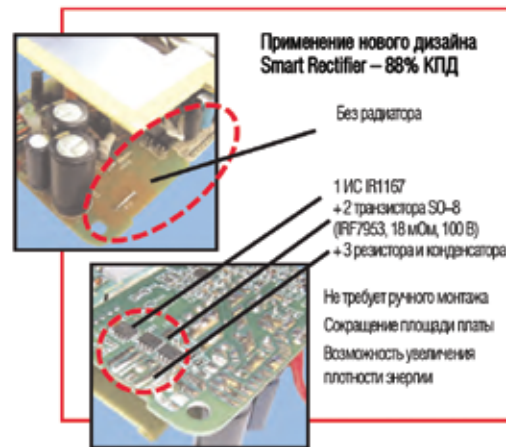 Применение нового дизайна
Smart Rectifier – 88% КПД
Без радиатора
1 ИС IR1167
+ 2 транзистора SO–8
(IRF7953, 18 мОм, 100 В)
+ 3 резистора и конденсатора
Не требует ручного монтажа
Сокращение площади платы
Возможность увеличения
плотности энергии